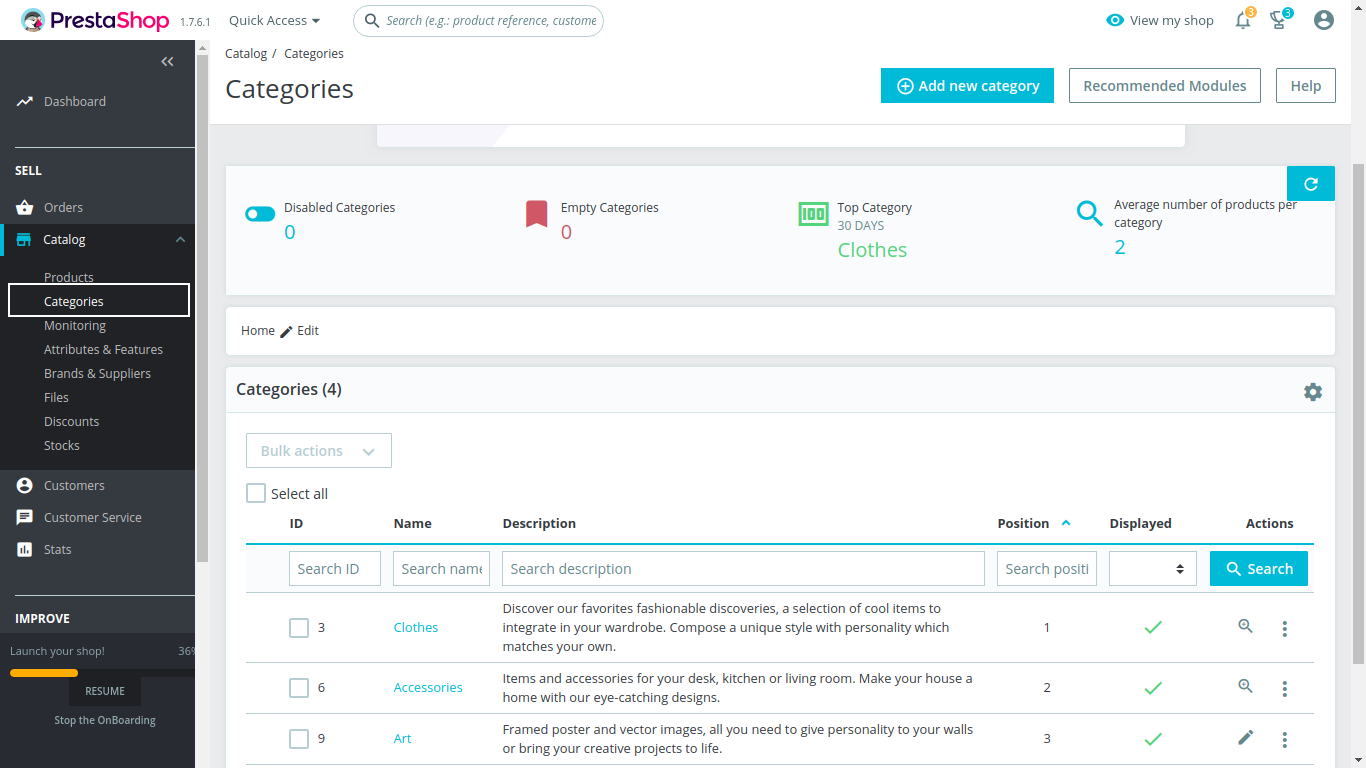 PrestaShop 1.7.6.1 Quick Access Search (e.g.: product reference, custome View my shop 3 3
Dashboard
SELL
Orders
Catalog
Products
Categories
Monitoring
Attributes & Features
Brands & Suppliers
Files
Discounts
Stocks
Customers
Customer Service
Stats
IMPROVE
Launch your shop! 36%
RESUME
Stop the OnBoarding
Catalog / Categories
Categories
Add new category Recommended Modules Help
Disabled Categories
0
Empty Categories
0
100
Top Category
30 DAYS
Clothes
Average number of products per
category
2
Home Edit
Categories (4)
Bulk actions
Select all
ID Name Description Position Displayed Actions
Search ID Search name Search description Search positi Search
3 Clothes Discover our favorites fashionable discoveries, a selection of cool items to
integrate in your wardrobe. Compose a unique style with personality which
matches your own. 1
6 Accessories Items and accessories for your desk, kitchen or living room. Make your house a
home with our eye-catching designs. 2
9 Art Framed poster and vector images, all you need to give personality to your walls
or bring your creative projects to life. 3